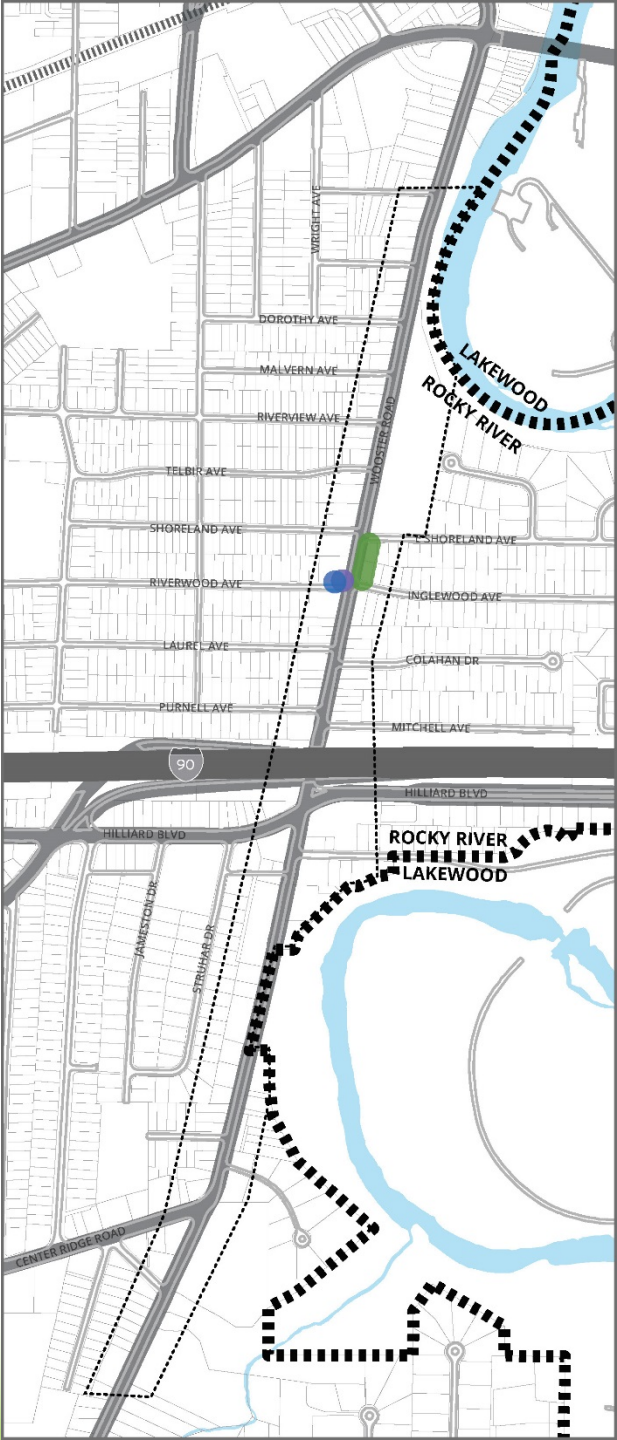 WRIGHT AVE
DOROTHY AVE
LAKEWOOD
MALVERN AVE
ROCKY RIVER
RIVERVIEW AVE
WOOSTER ROAD
TELBIR AVE
SHORELAND AVE
E SHORELAND AVE
RIVERWOOD AVE
INGLEWOOD AVE
LAUREL AVE
COLAHAN DR
PURNELL AVE
MITCHELL AVE
90
HILLIARD BLVD
HILLIARD BLVD
ROCKY RIVER
LAKEWOOD
JAMESTON DR
STRUHAR DR
CENTER RIDGE ROAD